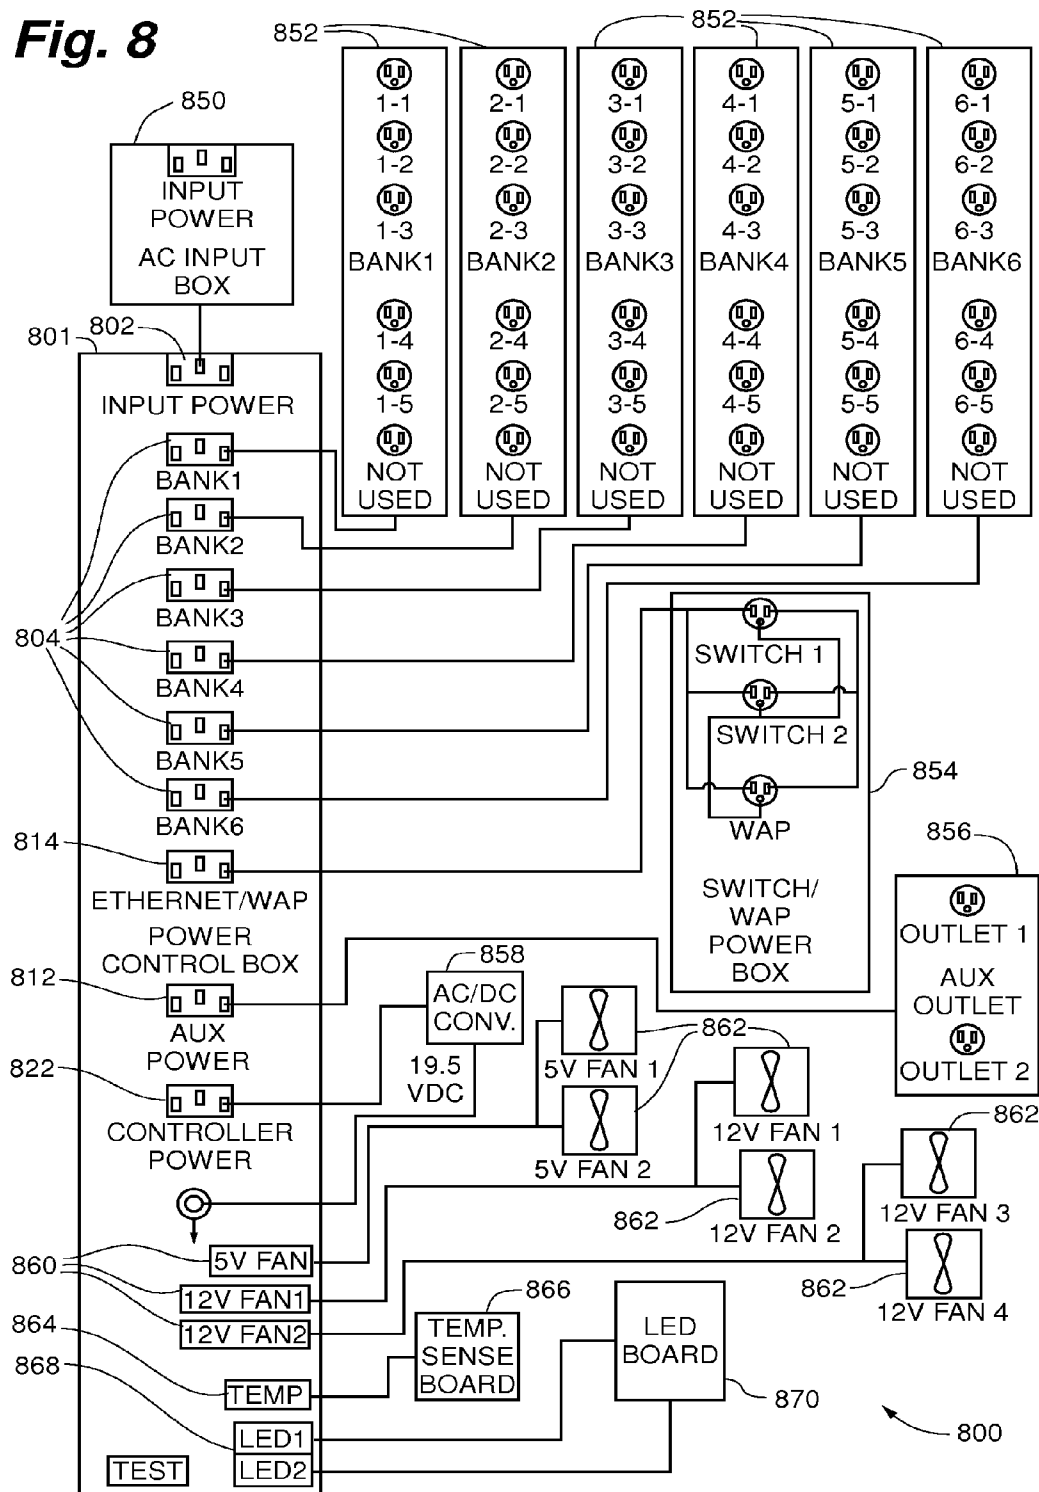 Fig. 8
852
852
850
1-1
2-1
3-1
4-1
5-1
6-1
1-2
2-2
3-2
4-2
5-2
6-2
1-3
2-3
3-3
4-3
5-3
6-3
BANK1
BANK2
BANK3
BANK4
BANK5
BANK6
1-4
2-4
3-4
4-4
5-4
6-4
1-5
2-5
3-5
4-5
5-5
6-5
NOT
USED
NOT
USED
NOT
USED
NOT
USED
NOT
USED
NOT
USED
INPUT
POWER
AC INPUT
BOX
801
802
INPUT POWER
BANK1
BANK2
BANK3
804
BANK4
BANK5
BANK6
814
ETHERNET/WAP
POWER
CONTROL BOX
812
AUX
POWER
822
CONTROLLER
POWER
SWITCH 1
SWITCH 2
WAP
854
SWITCH/
WAP
POWER
BOX
856
OUTLET 1
AUX
OUTLET
OUTLET 2
858
AC/DC
CONV.
19.5
VDC
862
5V FAN 1
5V FAN 2
12V FAN 1
862
12V FAN 2
862
12V FAN 3
862
12V FAN 4
860
5V FAN
12V FAN1
12V FAN2
864
868
TEMP
866
TEMP.
SENSE
BOARD
LED
BOARD
870
LED1
LED2
TEST
800